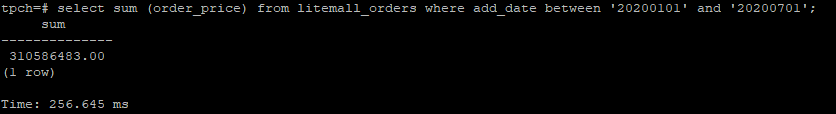 tpch=# select sum (order_price) from litemall_orders where add_date between '20200101' and '20200701';
sum
--------------
310586483.00
(1 row)
Time: 256.645 ms